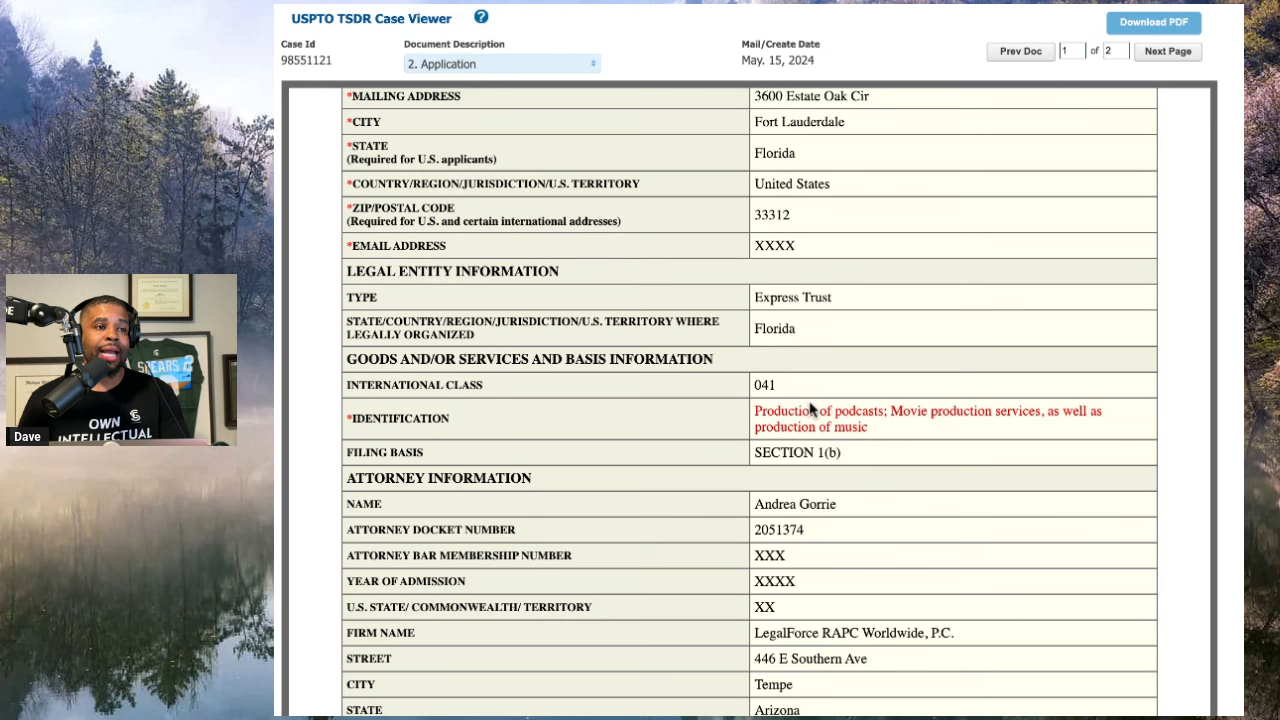 USPTO TSDR Case Viewer
?
Download PDF
Case Id
Document Description
Mail/Create Date
Prev Doc
1
of
2
Next Page
98551121
2. Application
May. 15, 2024
*MAILING ADDRESS
3600 Estate Oak Cir
*CITY
Fort Lauderdale
*STATE
(Required for U.S. applicants)
Florida
*COUNTRY/REGION/JURISDICTION/U.S. TERRITORY
United States
*ZIP/POSTAL CODE
(Required for U.S. and certain international addresses)
33312
*EMAIL ADDRESS
XXXX
LEGAL ENTITY INFORMATION
TYPE
Express Trust
STATE/COUNTRY/REGION/JURISDICTION/U.S. TERRITORY WHERE
LEGALLY ORGANIZED
Florida
GOODS AND/OR SERVICES AND BASIS INFORMATION
INTERNATIONAL CLASS
041
*IDENTIFICATION
Production of podcasts; Movie production services, as well as
production of music
FILING BASIS
SECTION 1(b)
ATTORNEY INFORMATION
NAME
Andrea Gorrie
ATTORNEY DOCKET NUMBER
2051374
ATTORNEY BAR MEMBERSHIP NUMBER
XXX
YEAR OF ADMISSION
XXXX
U.S. STATE/ COMMONWEALTH/ TERRITORY
XX
FIRM NAME
LegalForce RAPC Worldwide, P.C.
STREET
446 E Southern Ave
CITY
Tempe
STATE
Arizona
OWN
INTELLECTUAL
Dave